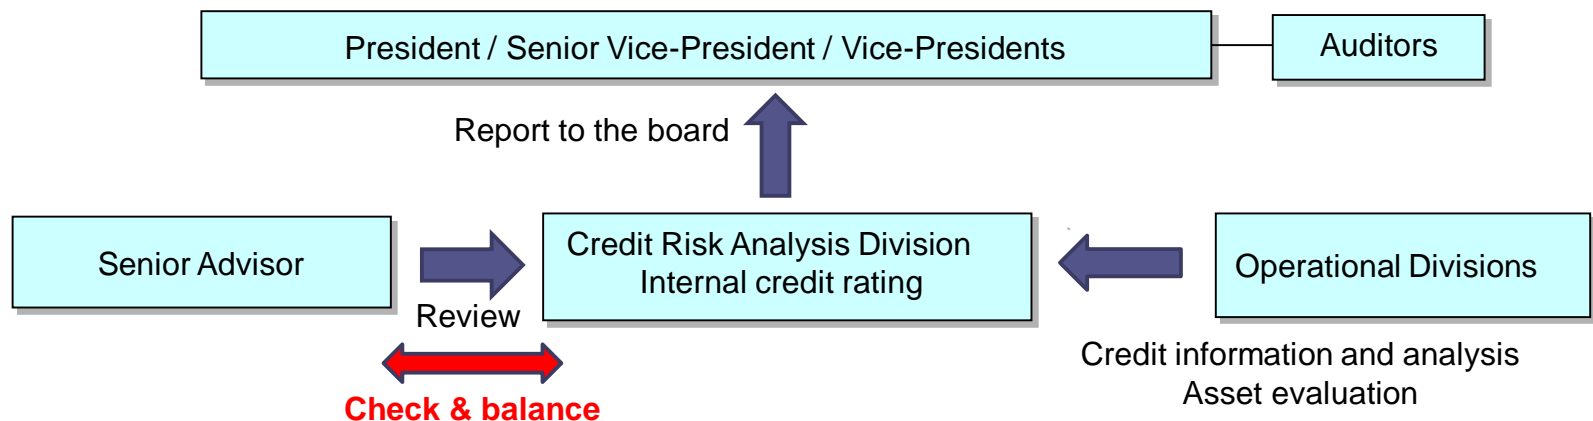 President / Senior Vice-President / Vice-Presidents
Auditors
Report to the board
Senior Advisor
Review
Check & balance
Credit Risk Analysis Division
Internal credit rating
Operational Divisions
Credit information and analysis
Asset evaluation